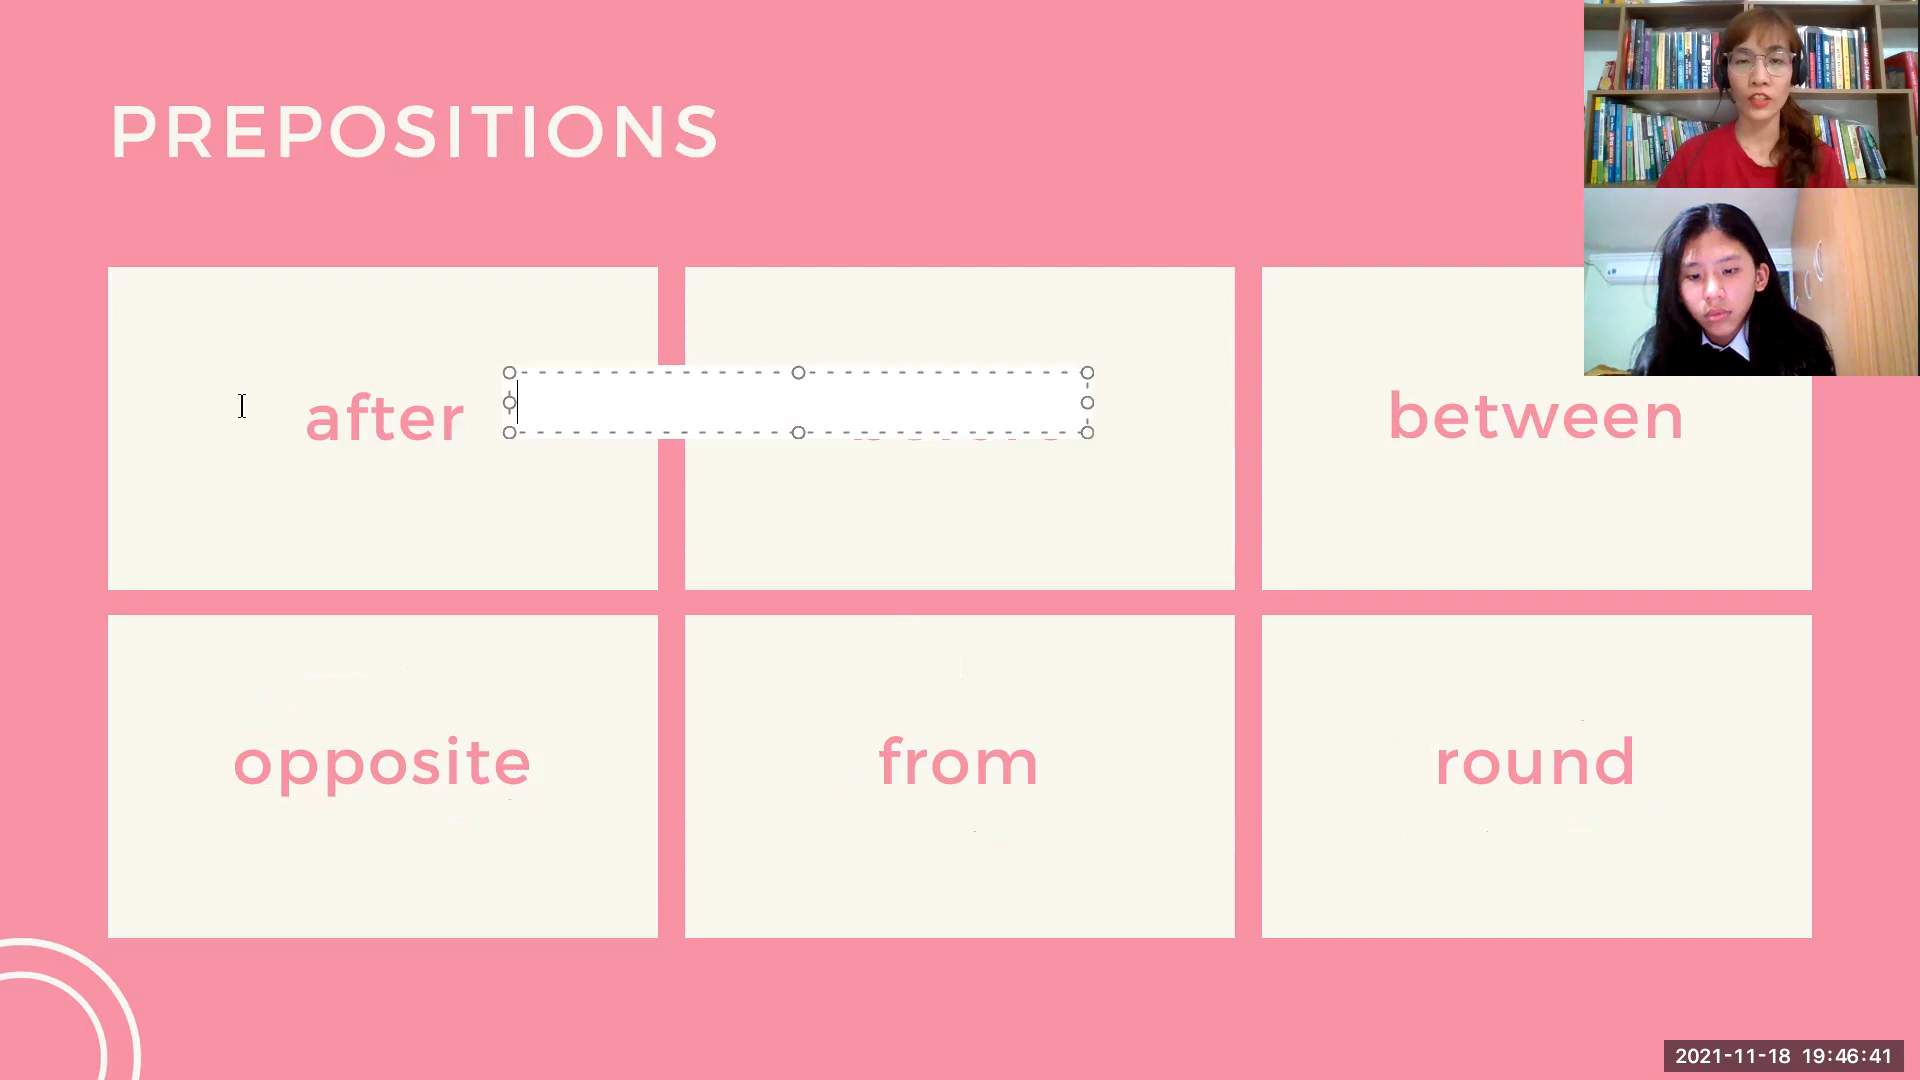 PREPOSITIONS
after
between
opposite
from
round
2021-11-18 19:46:41